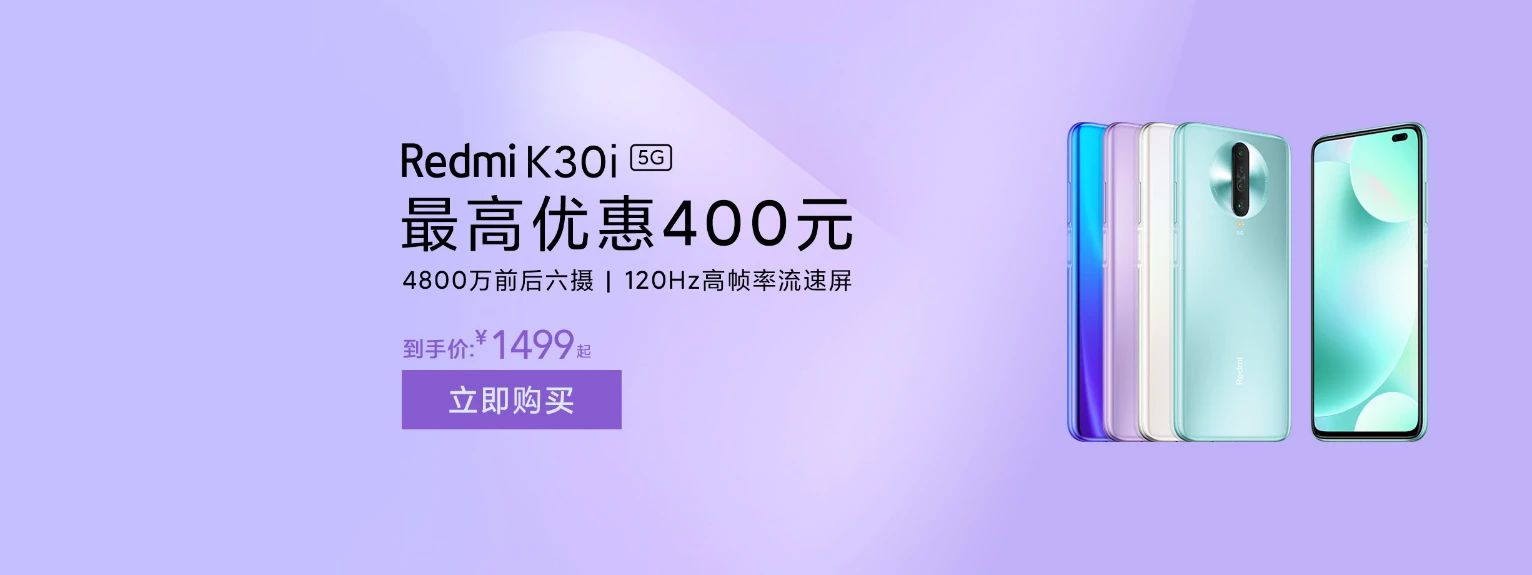 Redmi K30i 5G
最高优惠400元
4800万前后六摄 | 120Hz高帧率流速屏
到手价:¥1499起
立即购买
Redmi